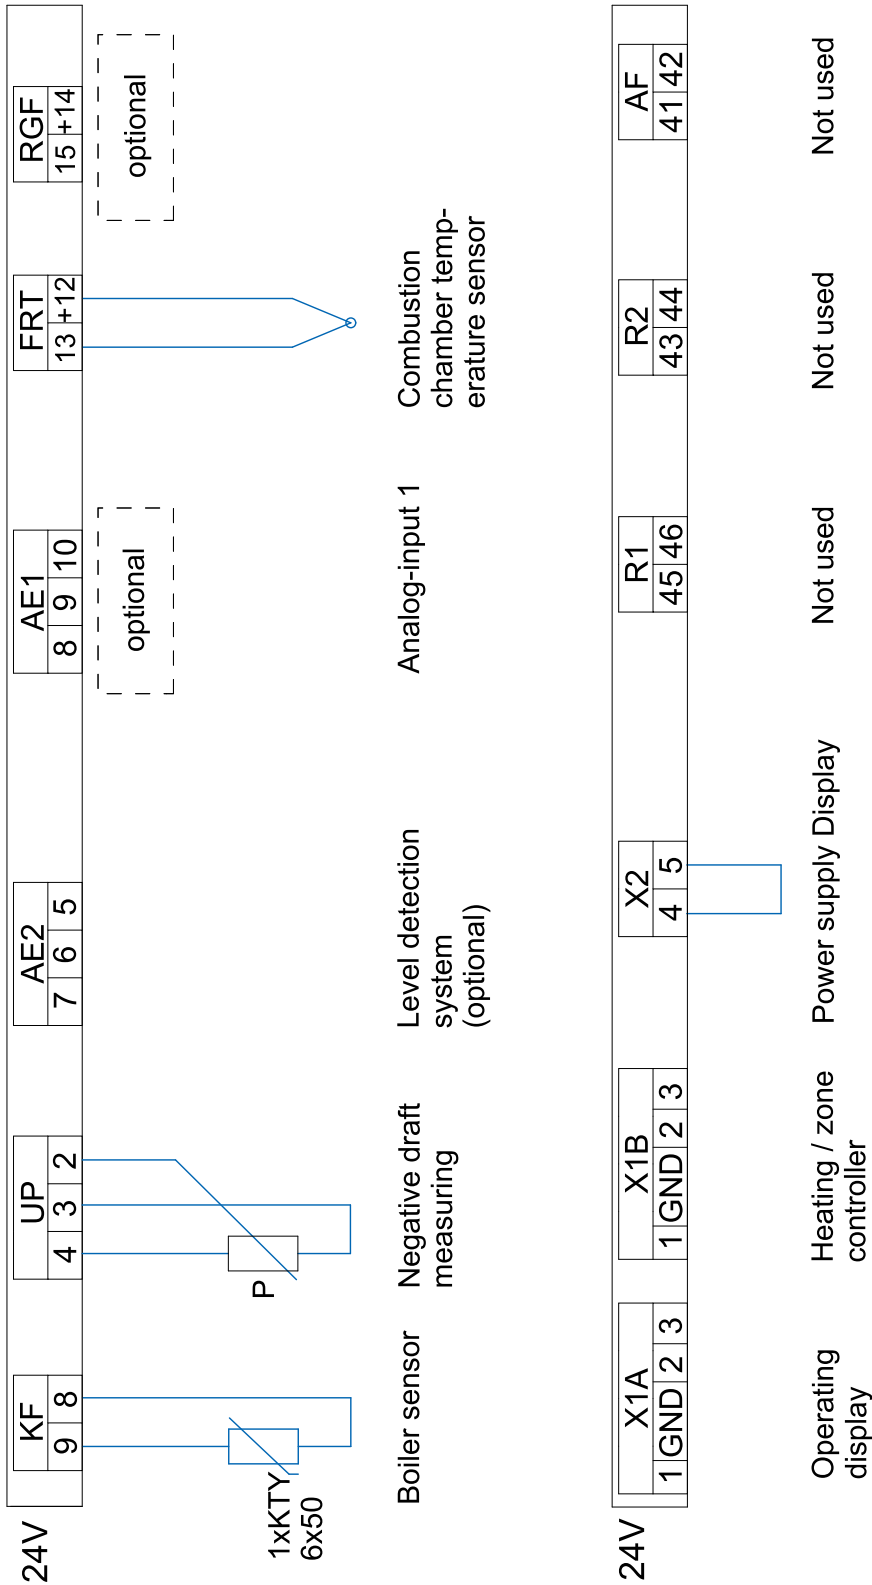 24V
KF
9 8
1xKTY
6x50
Boiler sensor
UP
4 3 2
P
Negative draft
measuring
AE2
7 6 5
Level detection
system
(optional)
AE1
8 9 10
optional
Analog-input 1
FRT
13 +12
Combustion
chamber temp-
erature sensor
RGF
15 +14
optional
24V
X1A
1 GND 2 3
Operating
display
X1B
1 GND 2 3
Heating / zone
controller
X2
4 5
Power supply Display
R1
45 46
Not used
R2
43 44
Not used
AF
41 42
Not used